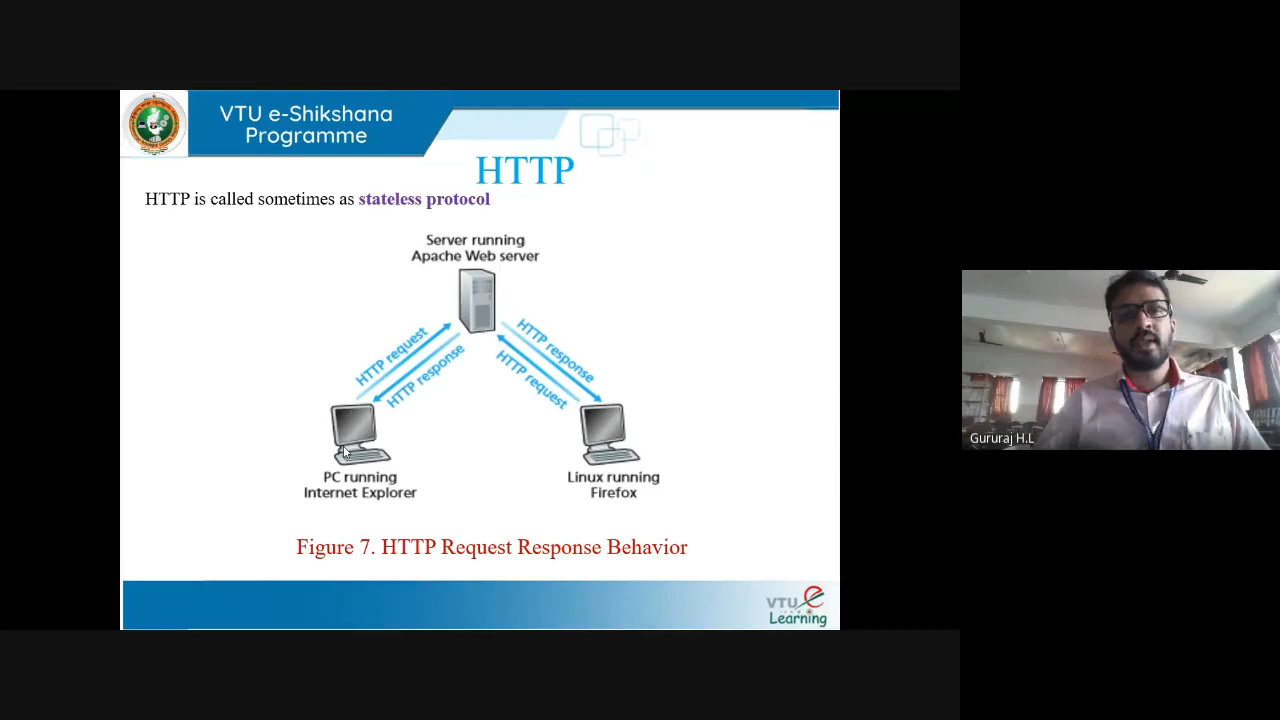 VTU e-Shikshana
Programme
HTTP
HTTP is called sometimes as stateless protocol
Server running
Apache Web server
HTTP request
HTTP response
HTTP response
HTTP request
PC running
Internet Explorer
Linux running
Firefox
Figure 7. HTTP Request Response Behavior
VTU e
Learning
Gururaj H.L